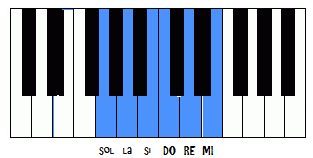 SOL LA SI DO RE MI